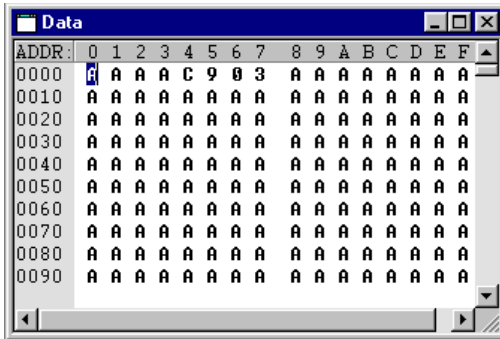 Data
ADDR: 0 1 2 3 4 5 6 7 8 9 A B C D E F
0000 A A A A C 9 0 3 A A A A A A A A
0010 A A A A A A A A A A A A A A A A
0020 A A A A A A A A A A A A A A A A
0030 A A A A A A A A A A A A A A A A
0040 A A A A A A A A A A A A A A A A
0050 A A A A A A A A A A A A A A A A
0060 A A A A A A A A A A A A A A A A
0070 A A A A A A A A A A A A A A A A
0080 A A A A A A A A A A A A A A A A
0090 A A A A A A A A A A A A A A A A